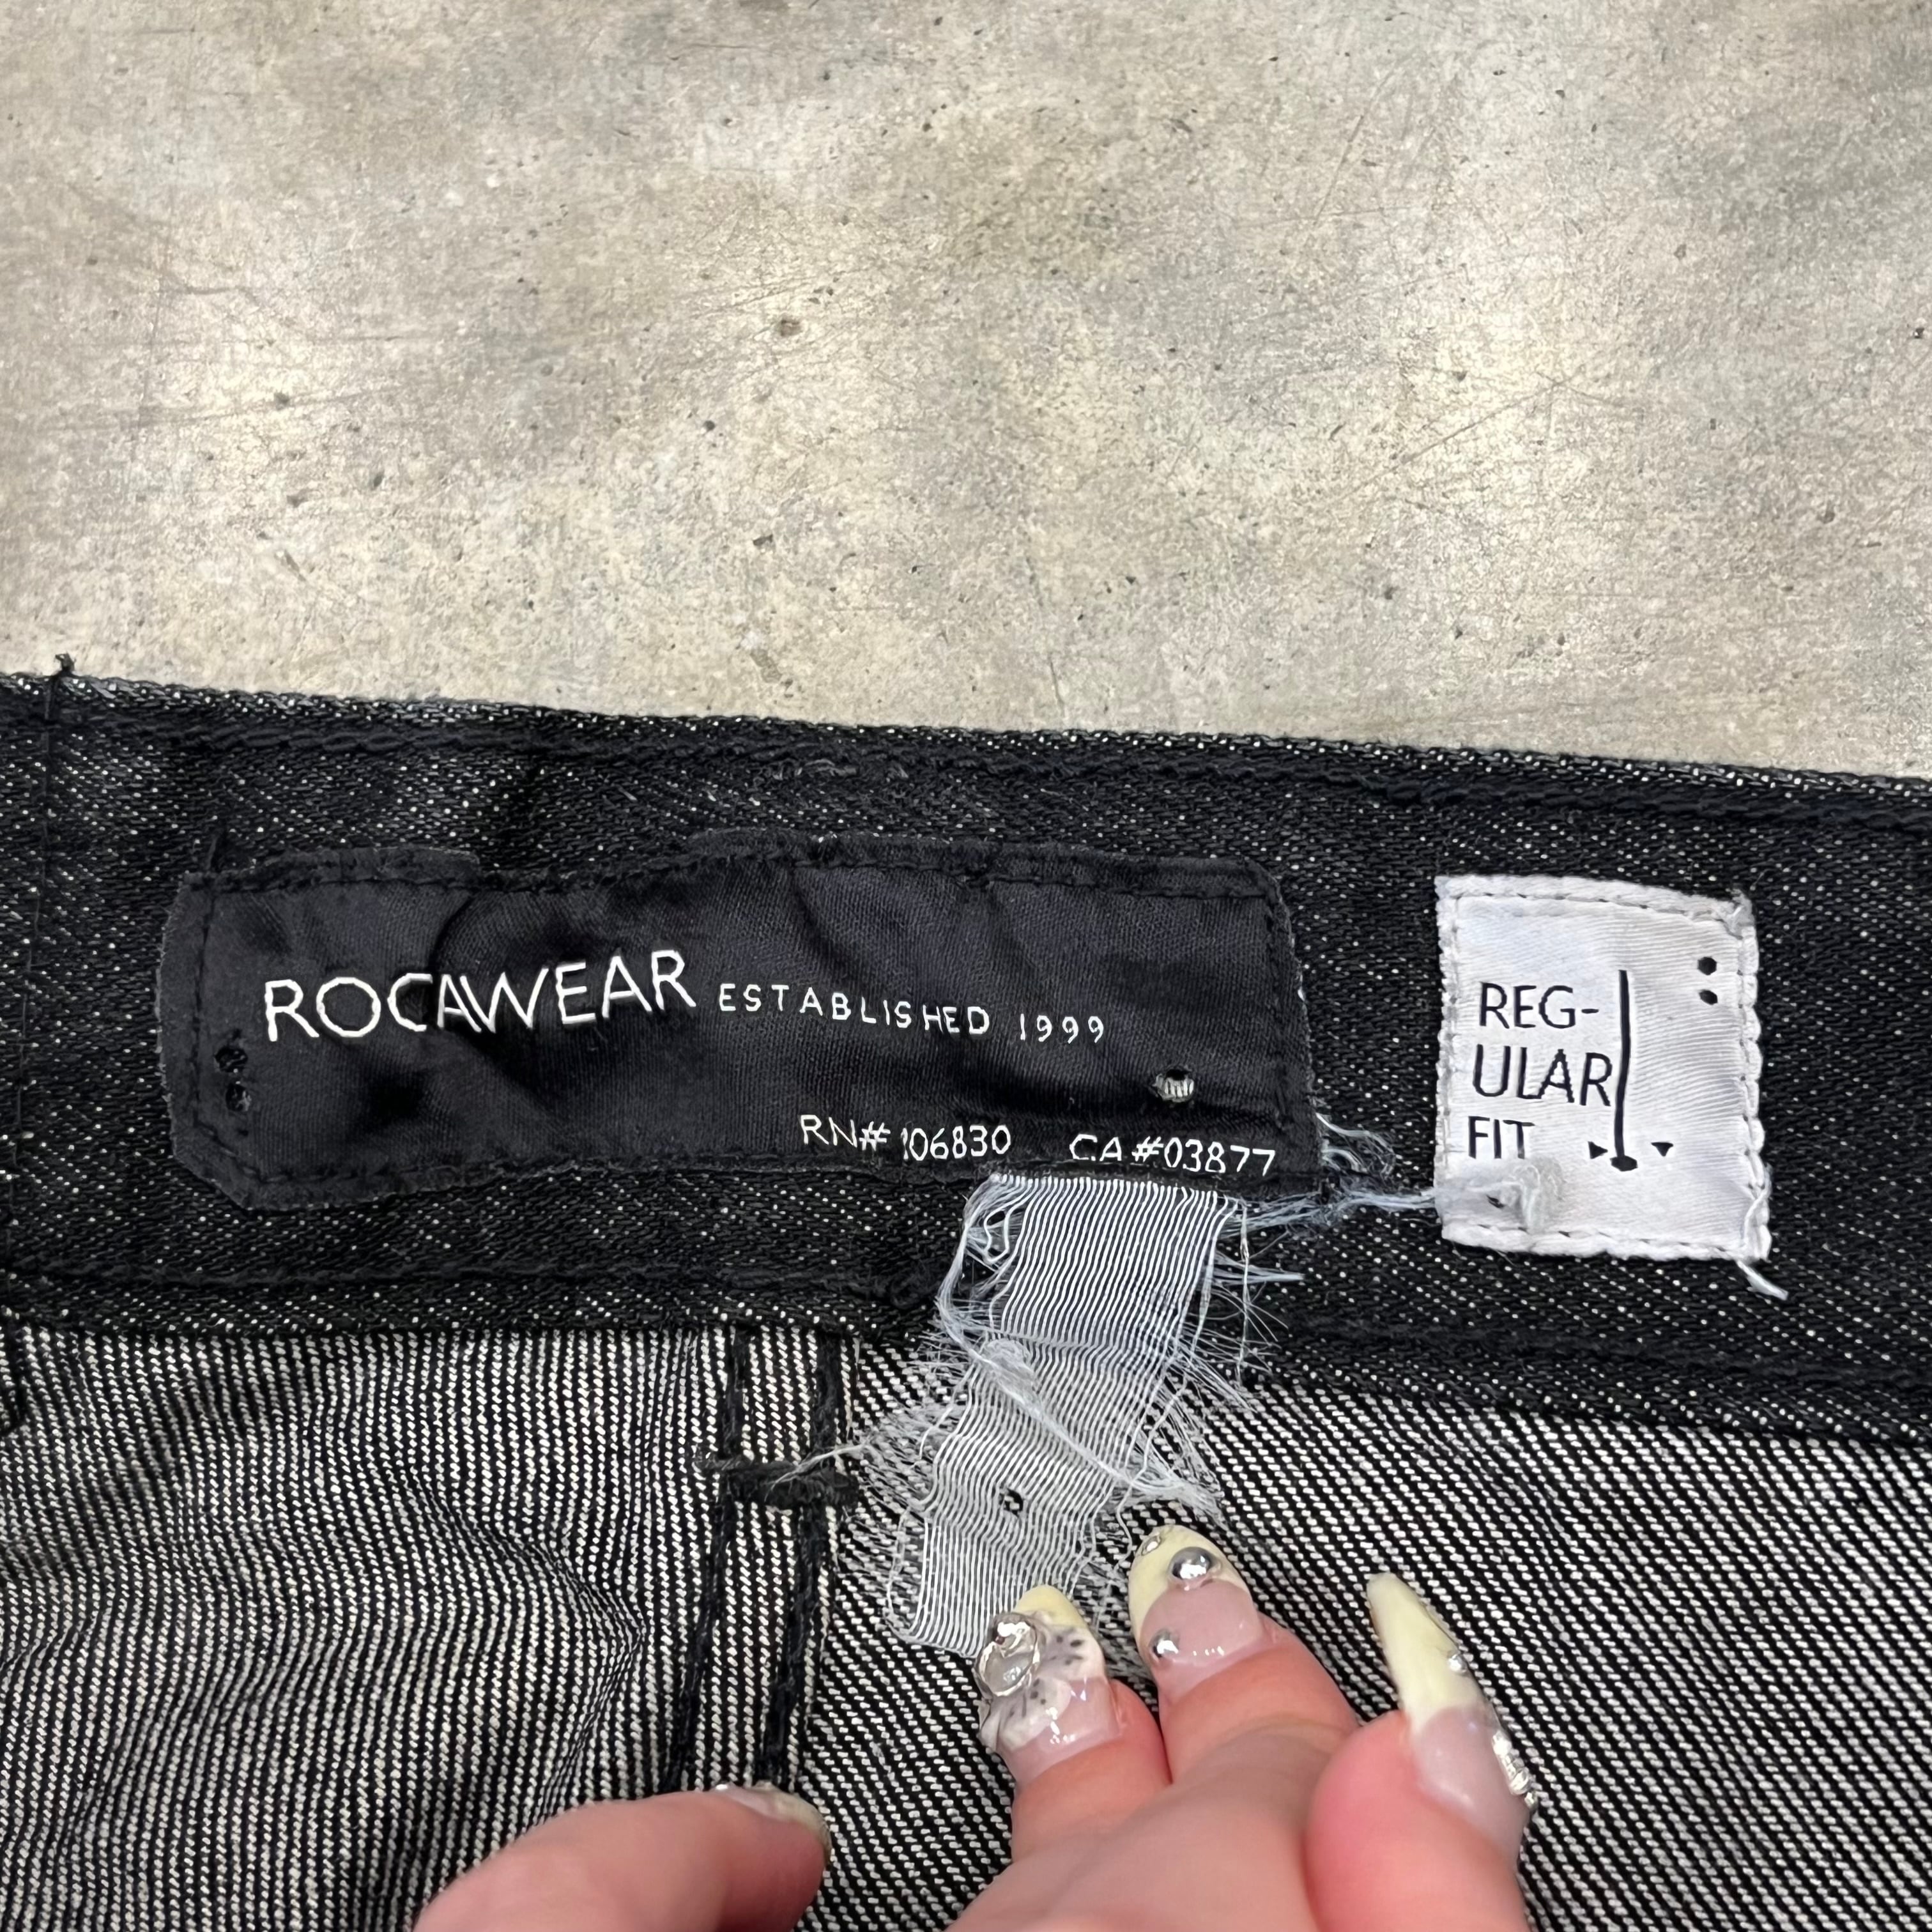 ROCAWEAR ESTABLISHED 1999
RN# 106830 CA#03877
REG-
ULAR
FIT